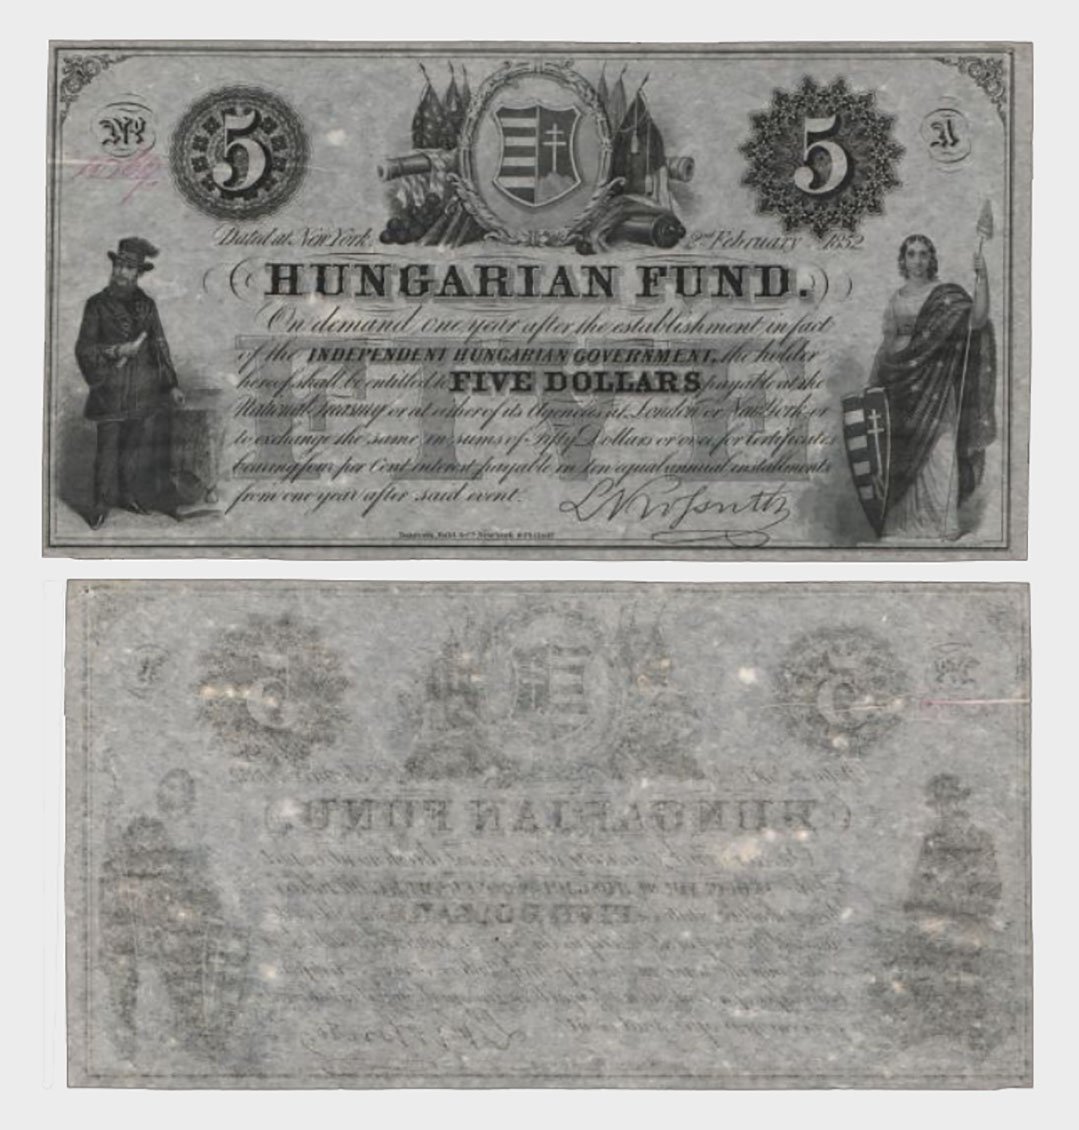 No 5 5 A
Dated at New York. 2nd February 1852
HUNGARIAN FUND.
On demand one year after the establishment in fact
of the INDEPENDENT HUNGARIAN GOVERNMENT, the holder
hereof shall be entitled to FIVE DOLLARS payable at the
National Treasury or at either of its Agencies at London or New York or
to exchange the same in sums of Fifty Dollars or over for Certificates
bearing four per Cent interest payable in ten equal annual installments
from one year after said event.
FIVE
L Kossuth